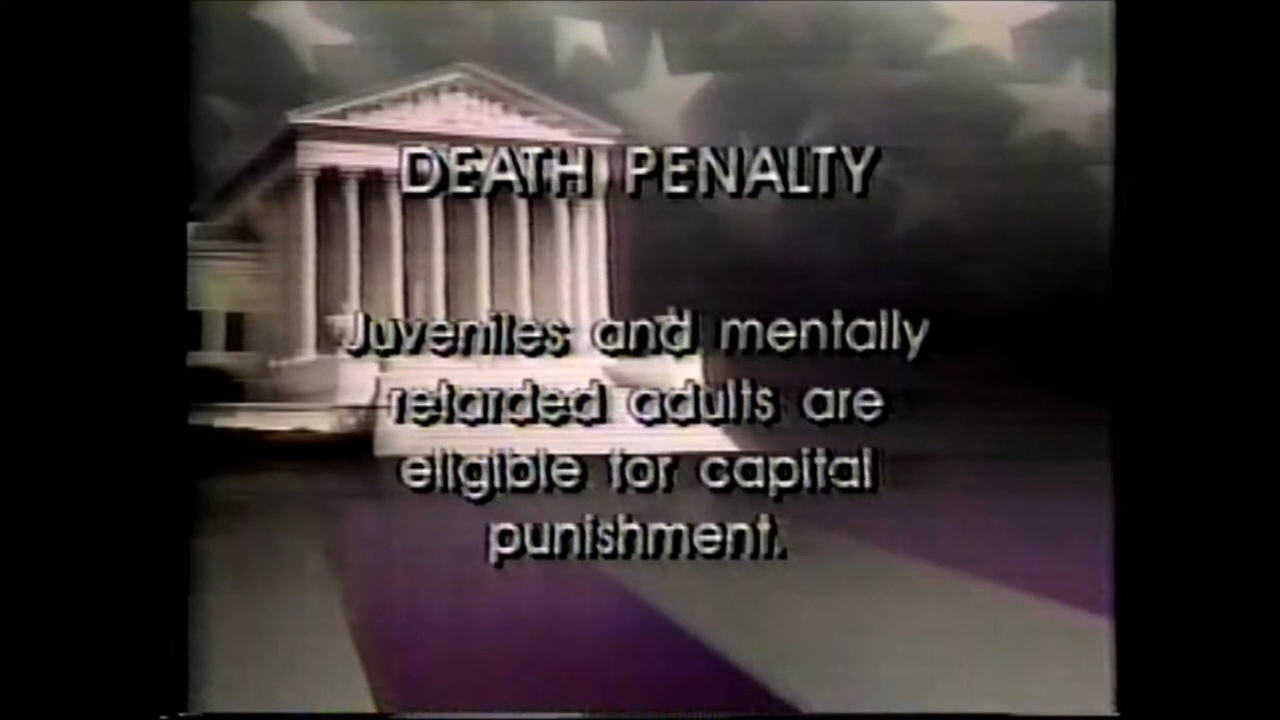 DEATH PENALTY
Juveniles and mentally
retarded adults are
eligible for capital
punishment.